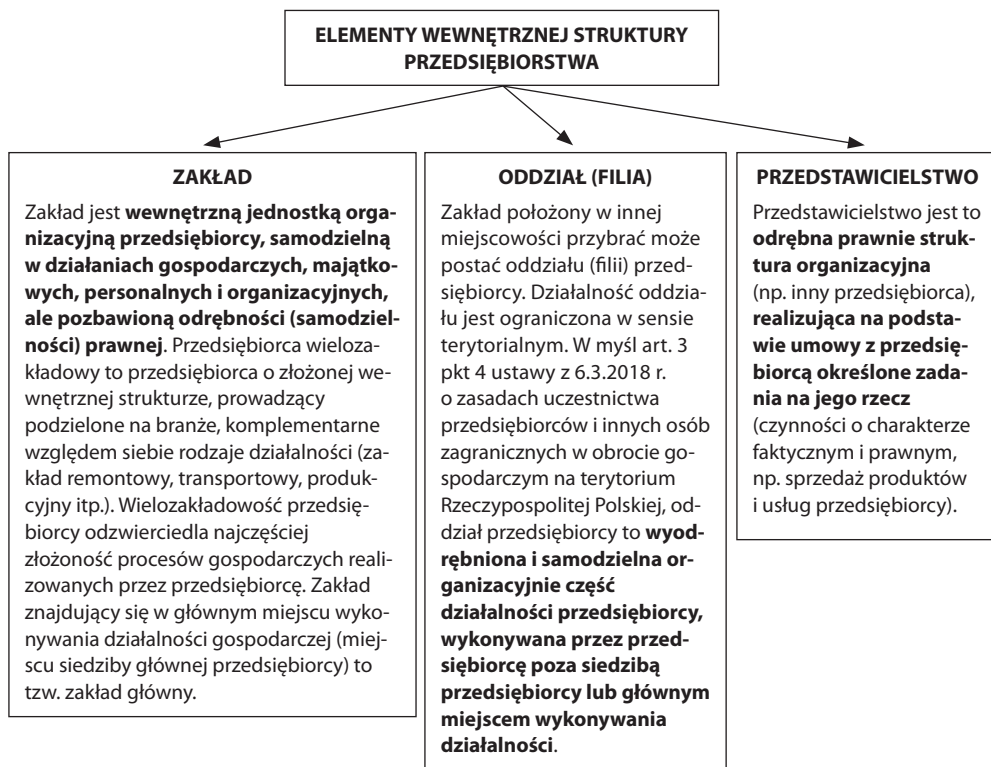 ELEMENTY WEWNĘTRZNEJ STRUKTURY
PRZEDSIĘBIORSTWA
ZAKŁAD
Zakład jest wewnętrzną jednostką orga-
nizacyjną przedsiębiorcy, samodzielną
w działaniach gospodarczych, majątko-
wych, personalnych i organizacyjnych,
ale pozbawioną odrębności (samodziel-
ności) prawnej. Przedsiębiorca wieloza-
kładowy to przedsiębiorca o złożonej we-
wnętrznej strukturze, prowadzący
podzielone na branże, komplementarne
względem siebie rodzaje działalności (za-
kład remontowy, transportowy, produk-
cyjny itp.). Wielozakładowość przedsię-
biorcy odzwierciedla najczęściej
złożoność procesów gospodarczych reali-
zowanych przez przedsiębiorcę. Zakład
znajdujący się w głównym miejscu wyko-
nywania działalności gospodarczej (miej-
scu siedziby głównej przedsiębiorcy) to
tzw. zakład główny.
ODDZIAŁ (FILIA)
Zakład położony w innej
miejscowości przybrać może
postać oddziału (filii) przed-
siębiorcy. Działalność oddzia-
łu jest ograniczona w sensie
terytorialnym. W myśl art. 3
pkt 4 ustawy z 6.3.2018 r.
o zasadach uczestnictwa
przedsiębiorców i innych osób
zagranicznych w obrocie go-
spodarczym na terytorium
Rzeczypospolitej Polskiej, od-
dział przedsiębiorcy to wyod-
rębniona i samodzielna or-
ganizacyjnie część
działalności przedsiębiorcy,
wykonywana przez przed-
siębiorcę poza siedzibą
przedsiębiorcy lub głównym
miejscem wykonywania
działalności.
PRZEDSTAWICIELSTWO
Przedstawicielstwo jest to
odrębna prawnie struk-
tura organizacyjna
(np. inny przedsiębiorca),
realizująca na podsta-
wie umowy z przedsię-
biorcą określone zada-
nia na jego rzecz
(czynności o charakterze
faktycznym i prawnym,
np. sprzedaż produktów
i usług przedsiębiorcy).